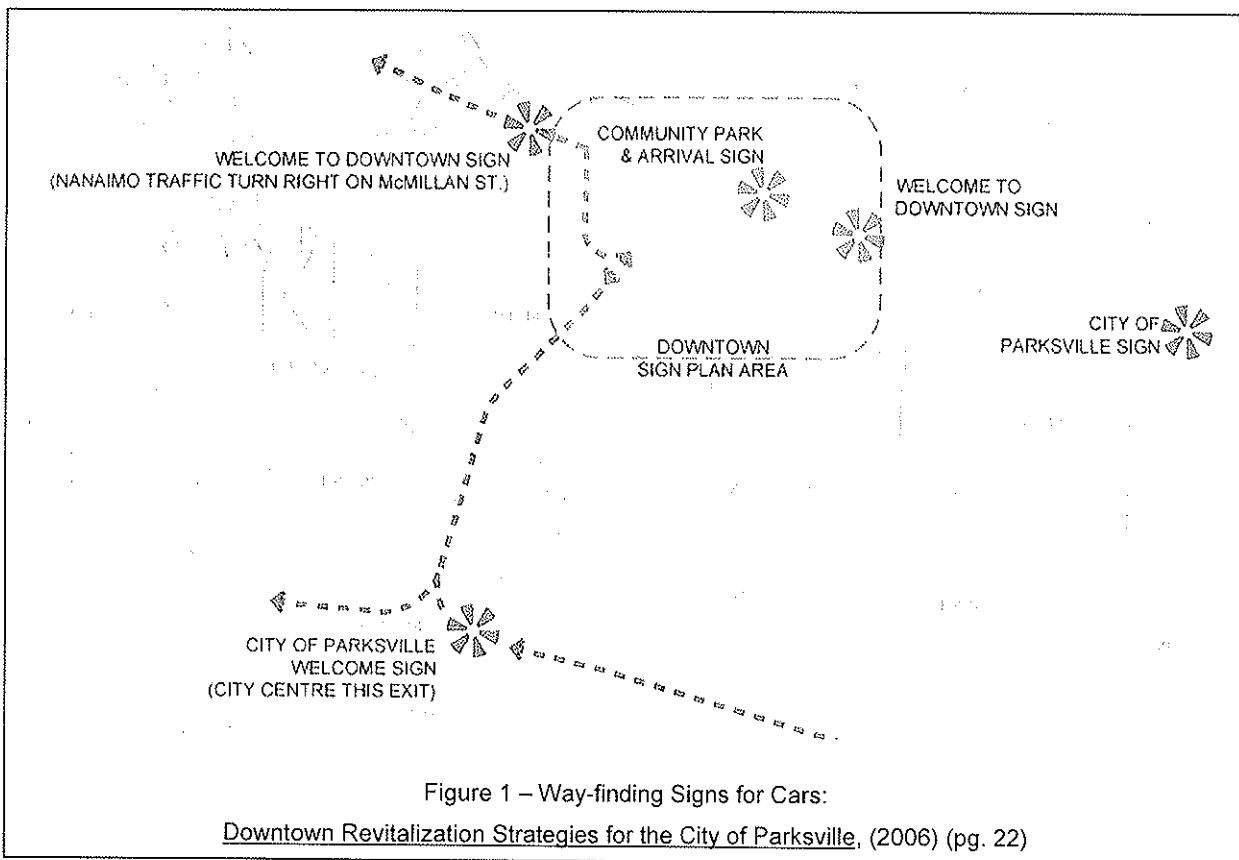 WELCOME TO DOWNTOWN SIGN
(NANAIMO TRAFFIC TURN RIGHT ON McMILLAN ST.)
COMMUNITY PARK
& ARRIVAL SIGN
WELCOME TO
DOWNTOWN SIGN
CITY OF
PARKSVILLE SIGN
DOWNTOWN
SIGN PLAN AREA
CITY OF PARKSVILLE
WELCOME SIGN
(CITY CENTRE THIS EXIT)
Figure 1 – Way-finding Signs for Cars:
Downtown Revitalization Strategies for the City of Parksville, (2006) (pg. 22)